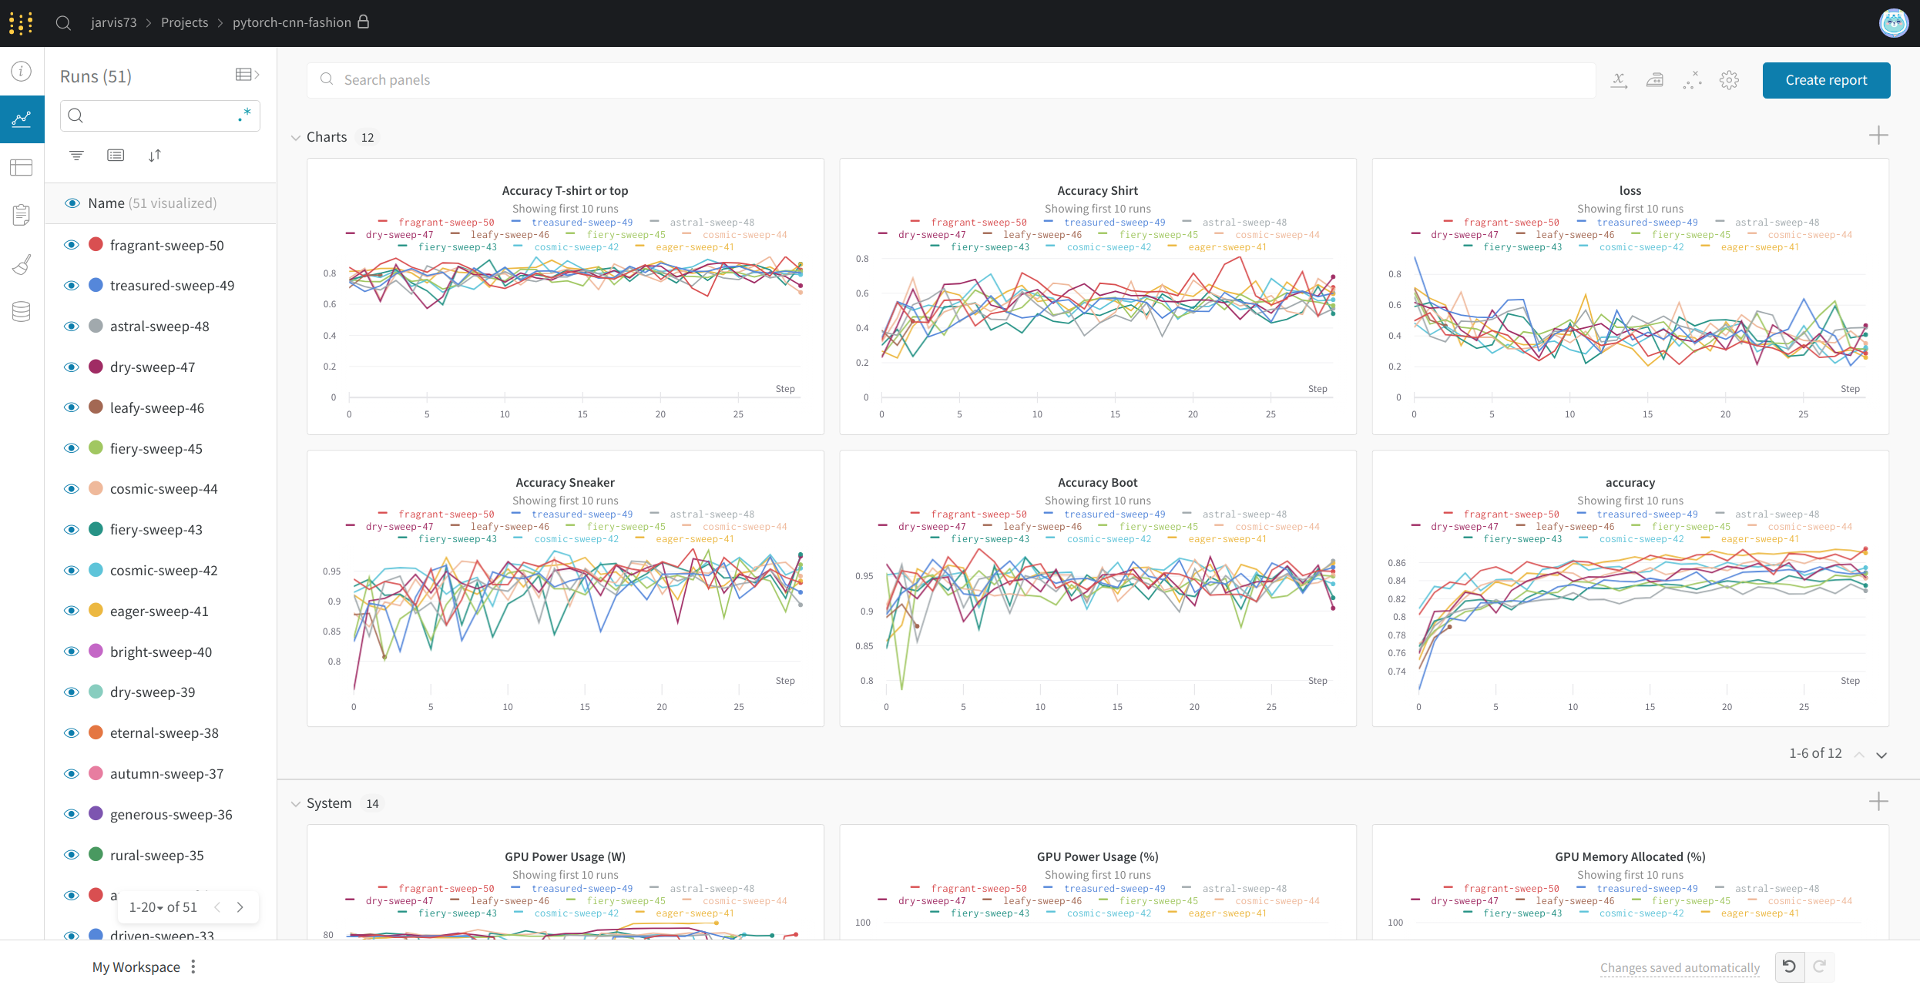 jarvis73 > Projects > pytorch-cnn-fashion
Runs (51)
.*
Name (51 visualized)
fragrant-sweep-50
treasured-sweep-49
astral-sweep-48
dry-sweep-47
leafy-sweep-46
fiery-sweep-45
cosmic-sweep-44
fiery-sweep-43
cosmic-sweep-42
eager-sweep-41
bright-sweep-40
dry-sweep-39
eternal-sweep-38
autumn-sweep-37
generous-sweep-36
rural-sweep-35
a
driven-sweep-33
1-20 of 51
My Workspace
Search panels
Create report
Charts 12
Accuracy T-shirt or top
Showing first 10 runs
fragrant-sweep-50 treasured-sweep-49 astral-sweep-48
dry-sweep-47 leafy-sweep-46 fiery-sweep-45 cosmic-sweep-44
fiery-sweep-43 cosmic-sweep-42 eager-sweep-41
0.8
0.6
0.4
0.2
0
Step
0 5 10 15 20 25
Accuracy Shirt
Showing first 10 runs
fragrant-sweep-50 treasured-sweep-49 astral-sweep-48
dry-sweep-47 leafy-sweep-46 fiery-sweep-45 cosmic-sweep-44
fiery-sweep-43 cosmic-sweep-42 eager-sweep-41
0.8
0.6
0.4
0.2
0
Step
0 5 10 15 20 25
loss
Showing first 10 runs
fragrant-sweep-50 treasured-sweep-49 astral-sweep-48
dry-sweep-47 leafy-sweep-46 fiery-sweep-45 cosmic-sweep-44
fiery-sweep-43 cosmic-sweep-42 eager-sweep-41
0.8
0.6
0.4
0.2
0
Step
0 5 10 15 20 25
Accuracy Sneaker
Showing first 10 runs
fragrant-sweep-50 treasured-sweep-49 astral-sweep-48
dry-sweep-47 leafy-sweep-46 fiery-sweep-45 cosmic-sweep-44
fiery-sweep-43 cosmic-sweep-42 eager-sweep-41
0.95
0.9
0.85
0.8
Step
0 5 10 15 20 25
Accuracy Boot
Showing first 10 runs
fragrant-sweep-50 treasured-sweep-49 astral-sweep-48
dry-sweep-47 leafy-sweep-46 fiery-sweep-45 cosmic-sweep-44
fiery-sweep-43 cosmic-sweep-42 eager-sweep-41
0.95
0.9
0.85
0.8
Step
0 5 10 15 20 25
accuracy
Showing first 10 runs
fragrant-sweep-50 treasured-sweep-49 astral-sweep-48
dry-sweep-47 leafy-sweep-46 fiery-sweep-45 cosmic-sweep-44
fiery-sweep-43 cosmic-sweep-42 eager-sweep-41
0.86
0.84
0.82
0.8
0.78
0.76
0.74
Step
0 5 10 15 20 25
1-6 of 12
System 14
GPU Power Usage (W)
Showing first 10 runs
fragrant-sweep-50 treasured-sweep-49 astral-sweep-48
dry-sweep-47 leafy-sweep-46 fiery-sweep-45 cosmic-sweep-44
fiery-sweep-43 cosmic-sweep-42 eager-sweep-41
80
GPU Power Usage (%)
Showing first 10 runs
fragrant-sweep-50 treasured-sweep-49 astral-sweep-48
dry-sweep-47 leafy-sweep-46 fiery-sweep-45 cosmic-sweep-44
fiery-sweep-43 cosmic-sweep-42 eager-sweep-41
100
GPU Memory Allocated (%)
Showing first 10 runs
fragrant-sweep-50 treasured-sweep-49 astral-sweep-48
dry-sweep-47 leafy-sweep-46 fiery-sweep-45 cosmic-sweep-44
fiery-sweep-43 cosmic-sweep-42 eager-sweep-41
100
Changes saved automatically